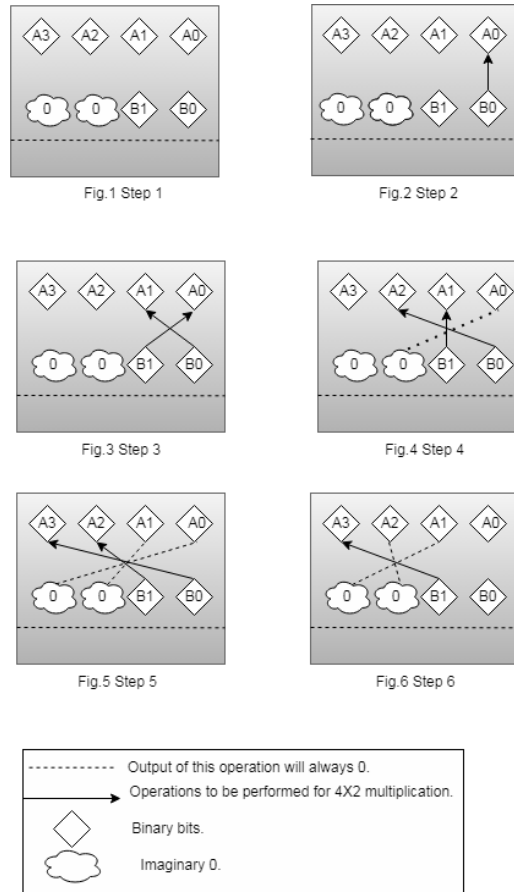 A3 A2 A1 A0
0 0 B1 B0
Fig.1 Step 1
A3 A2 A1 A0
0 0 B1 B0
Fig.2 Step 2
A3 A2 A1 A0
0 0 B1 B0
Fig.3 Step 3
A3 A2 A1 A0
0 0 B1 B0
Fig.4 Step 4
A3 A2 A1 A0
0 0 B1 B0
Fig.5 Step 5
A3 A2 A1 A0
0 0 B1 B0
Fig.6 Step 6
Output of this operation will always 0.
Operations to be performed for 4X2 multiplication.
Binary bits.
Imaginary 0.